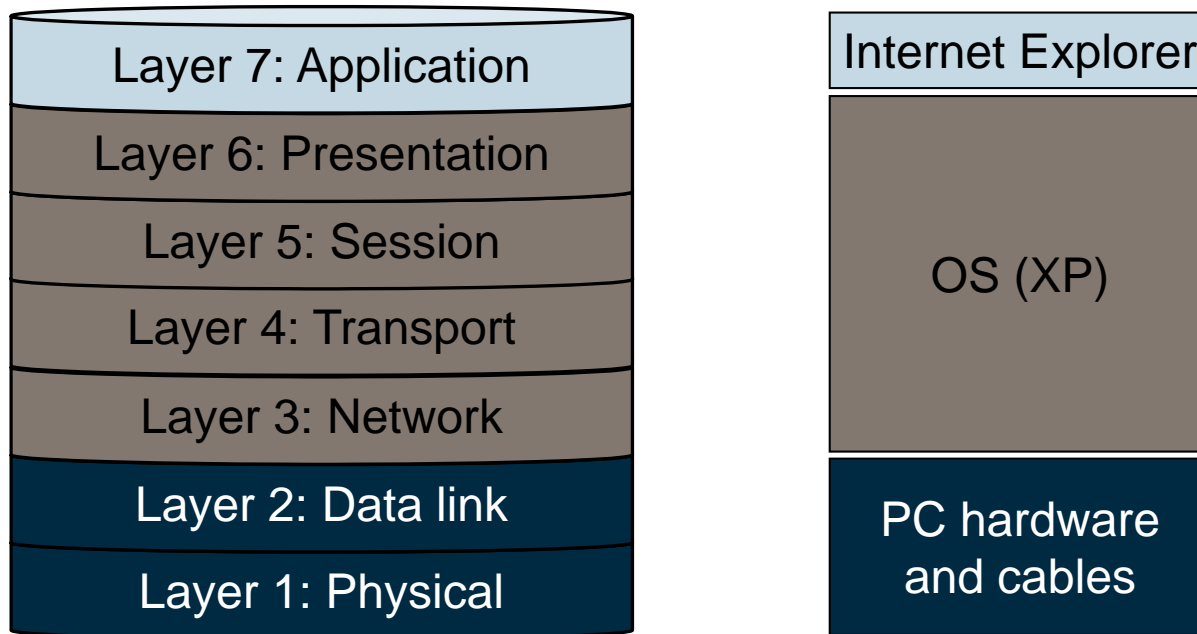 Layer 7: Application
Layer 6: Presentation
Layer 5: Session
Layer 4: Transport
Layer 3: Network
Layer 2: Data link
Layer 1: Physical
Internet Explorer
OS (XP)
PC hardware
and cables